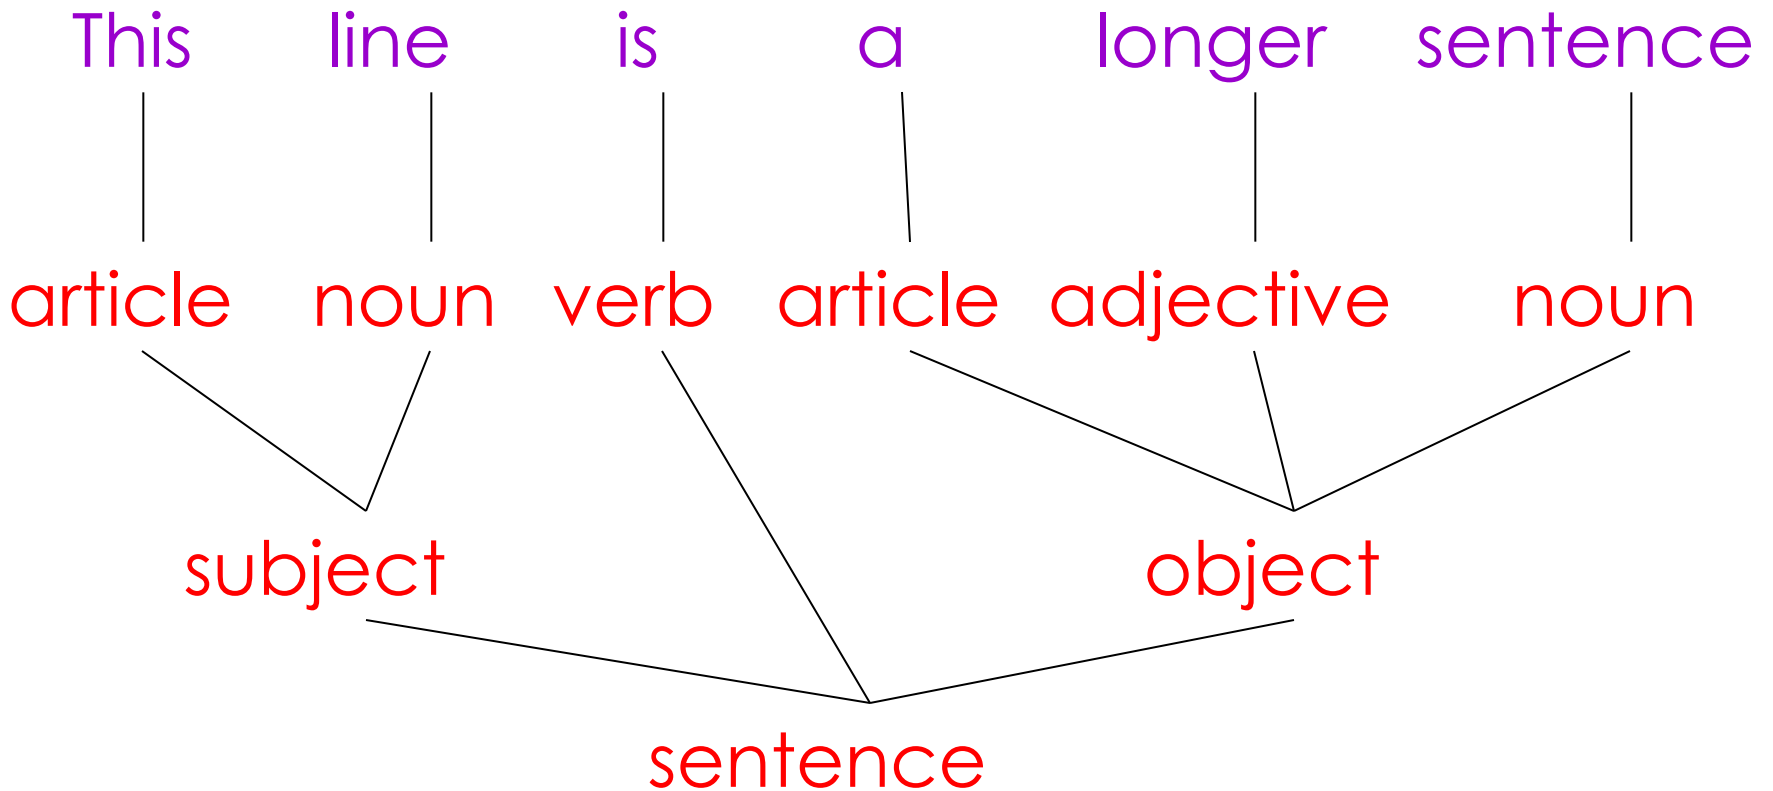 This line is a longer sentence
article noun verb article adjective noun
subject object
sentence